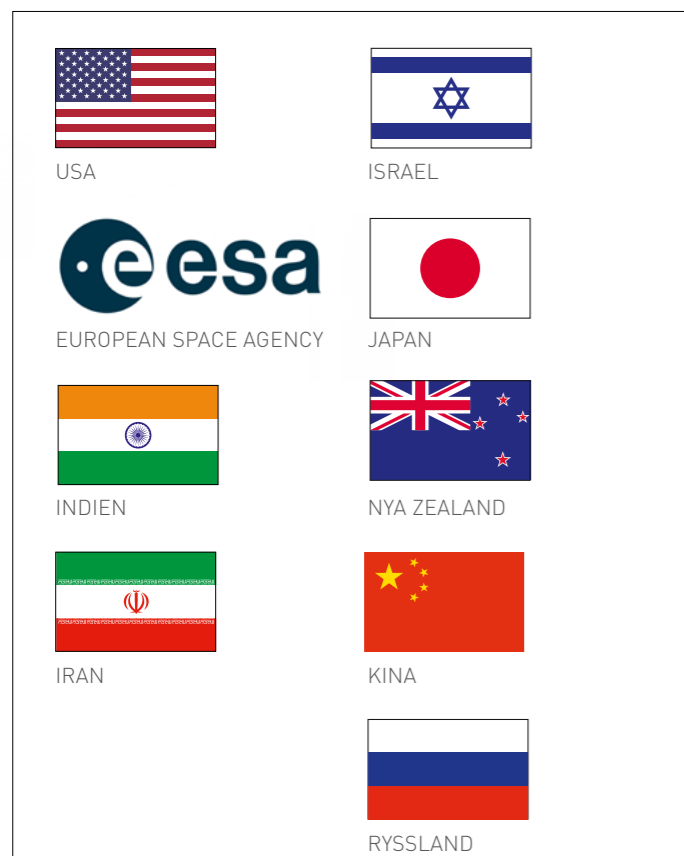 USA
ISRAEL
esa
EUROPEAN SPACE AGENCY
JAPAN
INDIEN
NYA ZEALAND
IRAN
KINA
RYSSLAND